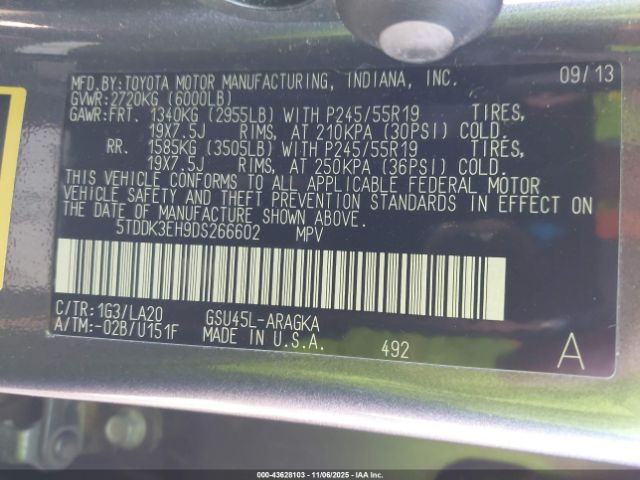 MFD.BY:TOYOTA MOTOR MANUFACTURING, INDIANA, INC. 09/13
GVWR:2720KG (6000LB)
GAWR:FRT. 1340KG (2955LB) WITH P245/55R19 TIRES,
19X7.5J RIMS, AT 210KPA (30PSI) COLD.
RR. 1585KG (3505LB) WITH P245/55R19 TIRES,
19X7.5J RIMS, AT 250KPA (36PSI) COLD.
THIS VEHICLE CONFORMS TO ALL APPLICABLE FEDERAL MOTOR
VEHICLE SAFETY AND THEFT PREVENTION STANDARDS IN EFFECT ON
THE DATE OF MANUFACTURE SHOWN ABOVE.
5TDDK3EH9DS266602 MPV
C/TR:1G3/LA20 GSU45L-ARAGKA
A/TM:-02B/U151F MADE IN U.S.A. 492 A
000-43628103 - 11/06/2025 - IAAI.com